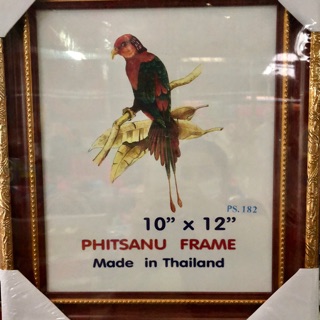 PS.182
10” x 12”
PHITSANU FRAME
Made in Thailand